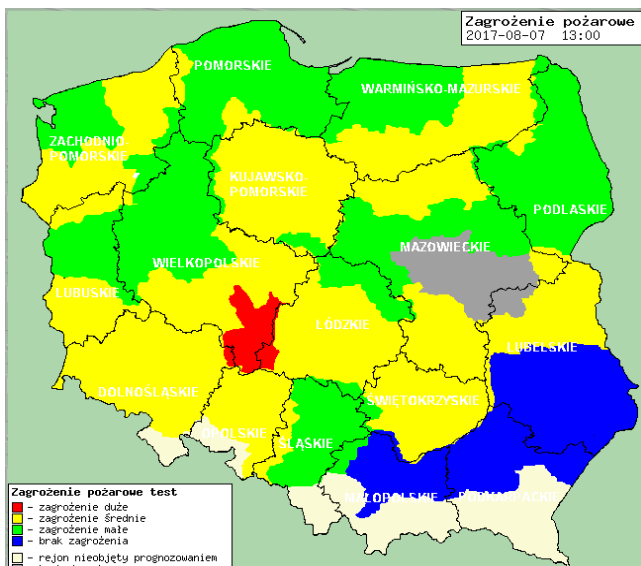 Zagrożenie pożarowe
2017-08-07 13:00
POMORSKIE
WARMIŃSKO-MAZURSKIE
ZACHODNIO
POMORSKIE
KUJAWSKO-
POMORSKIE
PODLASKIE
MAZOWIECKIE
WIELKOPOLSKIE
LUBUSKIE
LODZKIE
LUBELSKIE
DOLNOŚLĄSKIE
ŚWIĘTOKRZYSKIE
OPOLSKIE
ŚLĄSKIE
MAŁOPOLSKIE
PODKARPACKIE
Zagrożenie pożarowe test
- zagrożenie duże
- zagrożenie średnie
- zagrożenie małe
- brak zagrożenia
- rejon nieobjęty prognozowaniem